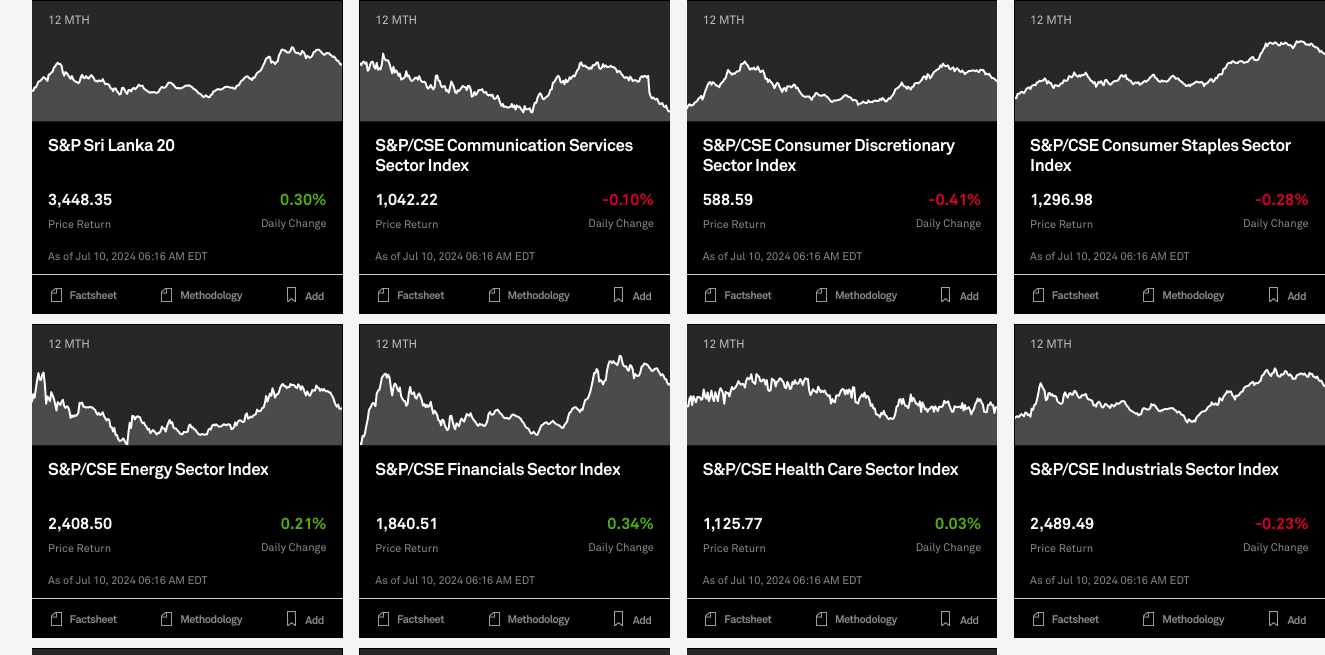 12 MTH
S&P Sri Lanka 20
3,448.35
0.30%
Price Return
Daily Change
As of Jul 10, 2024 06:16 AM EDT
Factsheet
Methodology
Add
12 MTH
S&P/CSE Communication Services
Sector Index
1,042.22
-0.10%
Price Return
Daily Change
As of Jul 10, 2024 06:16 AM EDT
Factsheet
Methodology
Add
12 MTH
S&P/CSE Consumer Discretionary
Sector Index
588.59
-0.41%
Price Return
Daily Change
As of Jul 10, 2024 06:16 AM EDT
Factsheet
Methodology
Add
12 MTH
S&P/CSE Consumer Staples Sector
Index
1,296.98
-0.28%
Price Return
Daily Change
As of Jul 10, 2024 06:16 AM EDT
Factsheet
Methodology
Add
12 MTH
S&P/CSE Energy Sector Index
2,408.50
0.21%
Price Return
Daily Change
As of Jul 10, 2024 06:16 AM EDT
Factsheet
Methodology
Add
12 MTH
S&P/CSE Financials Sector Index
1,840.51
0.34%
Price Return
Daily Change
As of Jul 10, 2024 06:16 AM EDT
Factsheet
Methodology
Add
12 MTH
S&P/CSE Health Care Sector Index
1,125.77
0.03%
Price Return
Daily Change
As of Jul 10, 2024 06:16 AM EDT
Factsheet
Methodology
Add
12 MTH
S&P/CSE Industrials Sector Index
2,489.49
-0.23%
Price Return
Daily Change
As of Jul 10, 2024 06:16 AM EDT
Factsheet
Methodology
Add